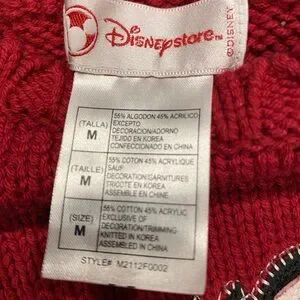 Disney store™
©DISNEY
(TALLA)
M
55% ALGODON 45% ACRILICO
EXCEPTO
DECORACION/ADORNO
TEJIDO EN KOREA
CONFECCIONADO EN CHINA
(TAILLE)
M
55% COTON 45% ACRYLIQUE
SAUF
DECORATION/GARNITURES
TRICOTE EN KOREA
ASSEMBLE EN CHINE
(SIZE)
M
55% COTTON 45% ACRYLIC
EXCLUSIVE OF
DECORATION/TRIMMING
KNITTED IN KOREA
ASSEMBLED IN CHINA
STYLE# M2112F0002